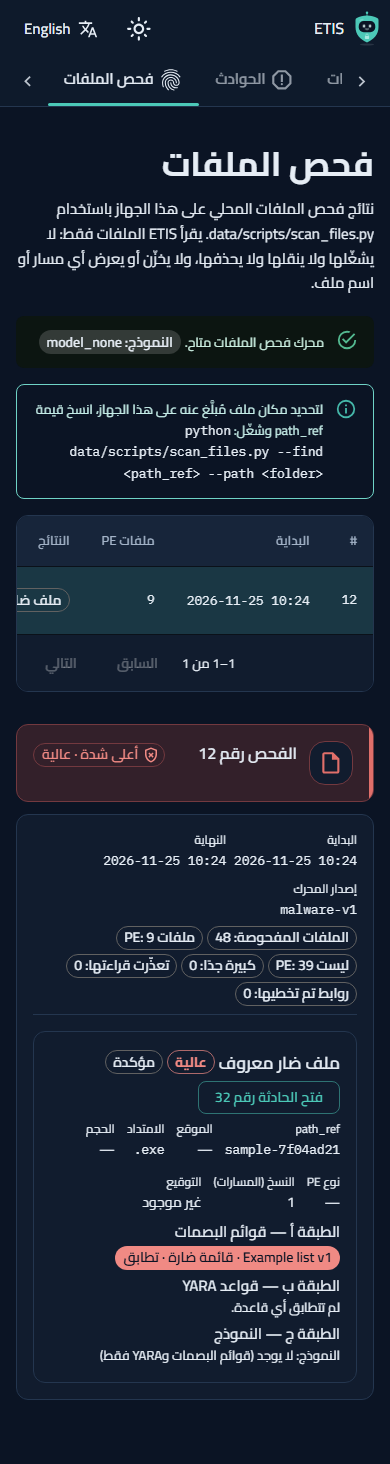 ETIS
English
ات
الحوادث
فحص الملفات
فحص الملفات
نتائج فحص الملفات المحلي على هذا الجهاز باستخدام
data/scripts/scan_files.py. يقرأ ETIS الملفات فقط: لا
يشغّلها ولا ينقلها ولا يحذفها، ولا يخزّن أو يعرض أي مسار أو
اسم ملف.
محرك فحص الملفات متاح. النموذج: model_none
لتحديد مكان ملف مُبلَّغ عنه على هذا الجهاز، انسخ قيمة
path_ref وشغّل: python
data/scripts/scan_files.py --find
<path_ref> --path <folder>
# البداية ملفات PE النتائج
12 2026-11-25 10:24 9 ملف ضا
1–1 من 1 السابق التالي
الفحص رقم 12 أعلى شدة · عالية
البداية النهاية
2026-11-25 10:24 2026-11-25 10:24
إصدار المحرك
malware-v1
الملفات المفحوصة: 48 ملفات PE: 9
ليست PE: 39 كبيرة جدًا: 0 تعذّرت قراءتها: 0
روابط تم تخطيها: 0
ملف ضار معروف عالية مؤكدة
فتح الحادثة رقم 32
path_ref الموقع الامتداد الحجم
sample-7f04ad21 — .exe —
نوع PE النسخ (المسارات) التوقيع
— 1 غير موجود
الطبقة أ — قوائم البصمات
Example list v1 · قائمة ضارة · تطابق
الطبقة ب — قواعد YARA
لم تتطابق أي قاعدة.
الطبقة ج — النموذج
النموذج: لا يوجد (قوائم البصمات وYARA فقط)